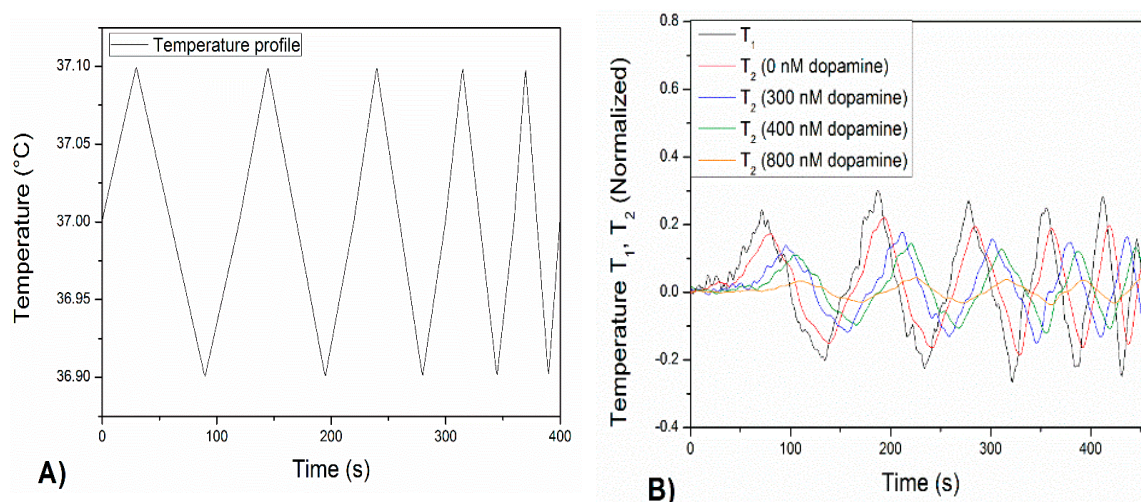 Temperature profile
Temperature (°C)
37.10
37.05
37.00
36.95
36.90
0 100 200 300 400
Time (s)
A)
T₁
T₂ (0 nM dopamine)
T₂ (300 nM dopamine)
T₂ (400 nM dopamine)
T₂ (800 nM dopamine)
Temperature T₁, T₂ (Normalized)
0.8
0.6
0.4
0.2
0.0
-0.2
-0.4
0 100 200 300 400
Time (s)
B)